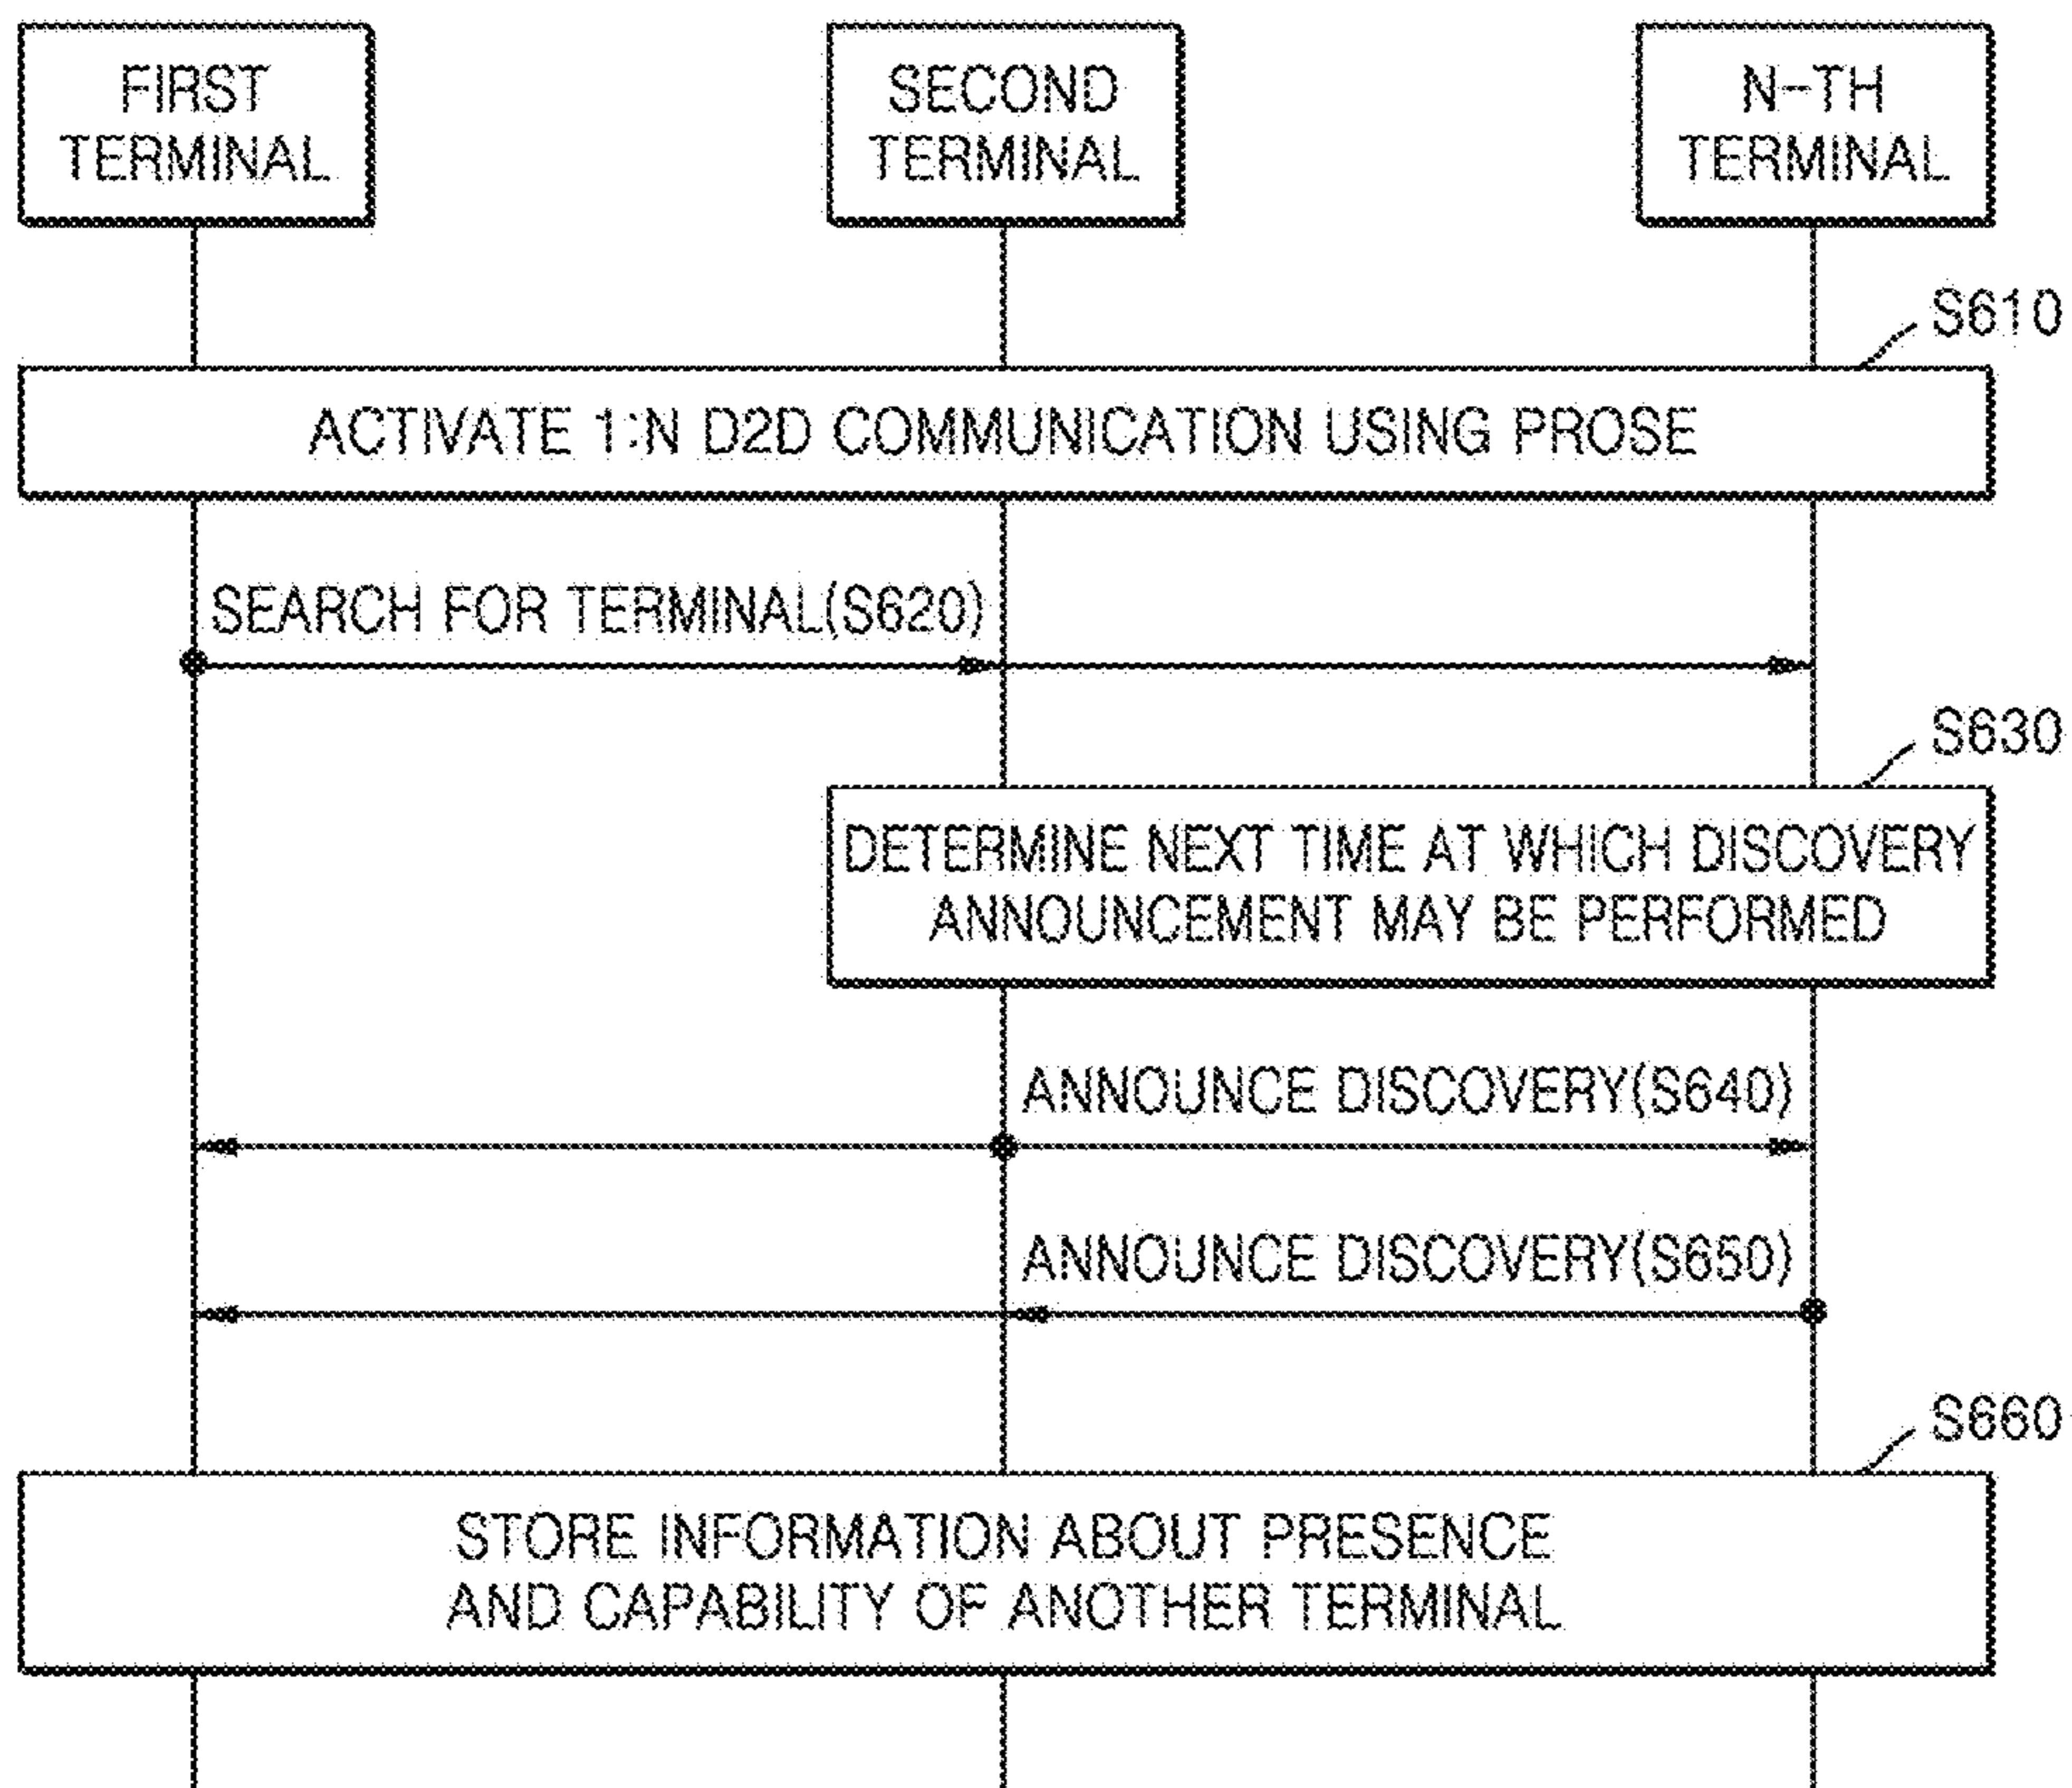 FIRST
TERMINAL
SECOND
TERMINAL
N-TH
TERMINAL
S610
ACTIVATE 1:N D2D COMMUNICATION USING PROSE
SEARCH FOR TERMINAL(S620)
S630
DETERMINE NEXT TIME AT WHICH DISCOVERY
ANNOUNCEMENT MAY BE PERFORMED
ANNOUNCE DISCOVERY(S640)
ANNOUNCE DISCOVERY(S650)
S660
STORE INFORMATION ABOUT PRESENCE
AND CAPABILITY OF ANOTHER TERMINAL